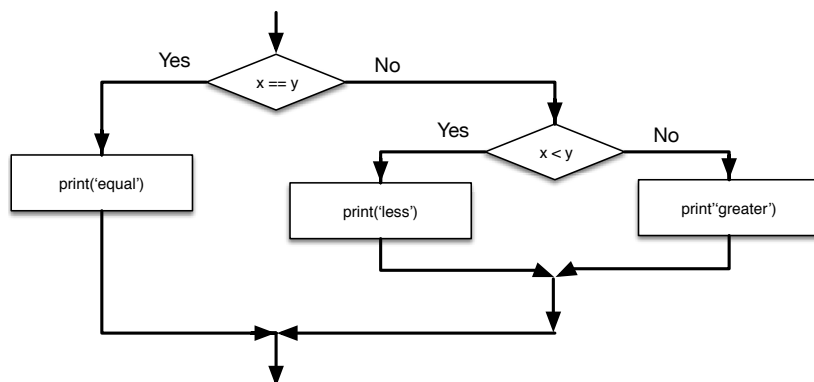 Yes
x == y
No
Yes
x < y
No
print(‘equal’)
print(‘less’)
print’‘greater’)